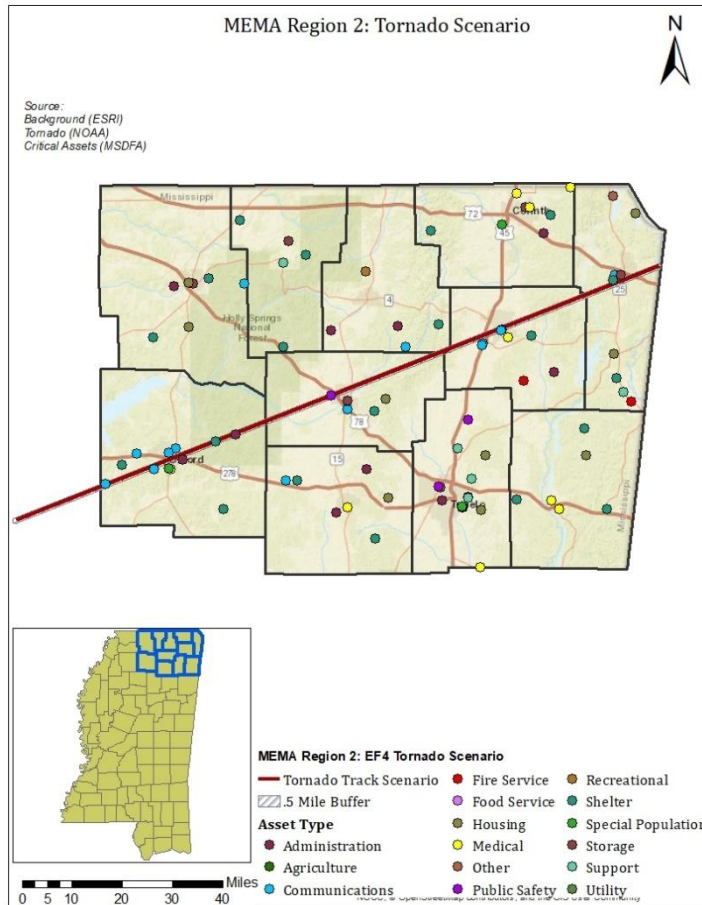 MEMA Region 2: Tornado Scenario
N
Source:
Background (ESRI)
Tornado (NOAA)
Critical Assets (MSDFA)
Mississippi
72
Corinth
45
25
4
Holly Springs
National
Forest
78
278
15
Mississippi
MEMA Region 2: EF4 Tornado Scenario
Tornado Track Scenario
.5 Mile Buffer
Asset Type
Administration
Agriculture
Communications
Fire Service
Food Service
Housing
Medical
Other
Public Safety
Recreational
Shelter
Special Population
Storage
Support
Utility
Miles
0 5 10 20 30 40